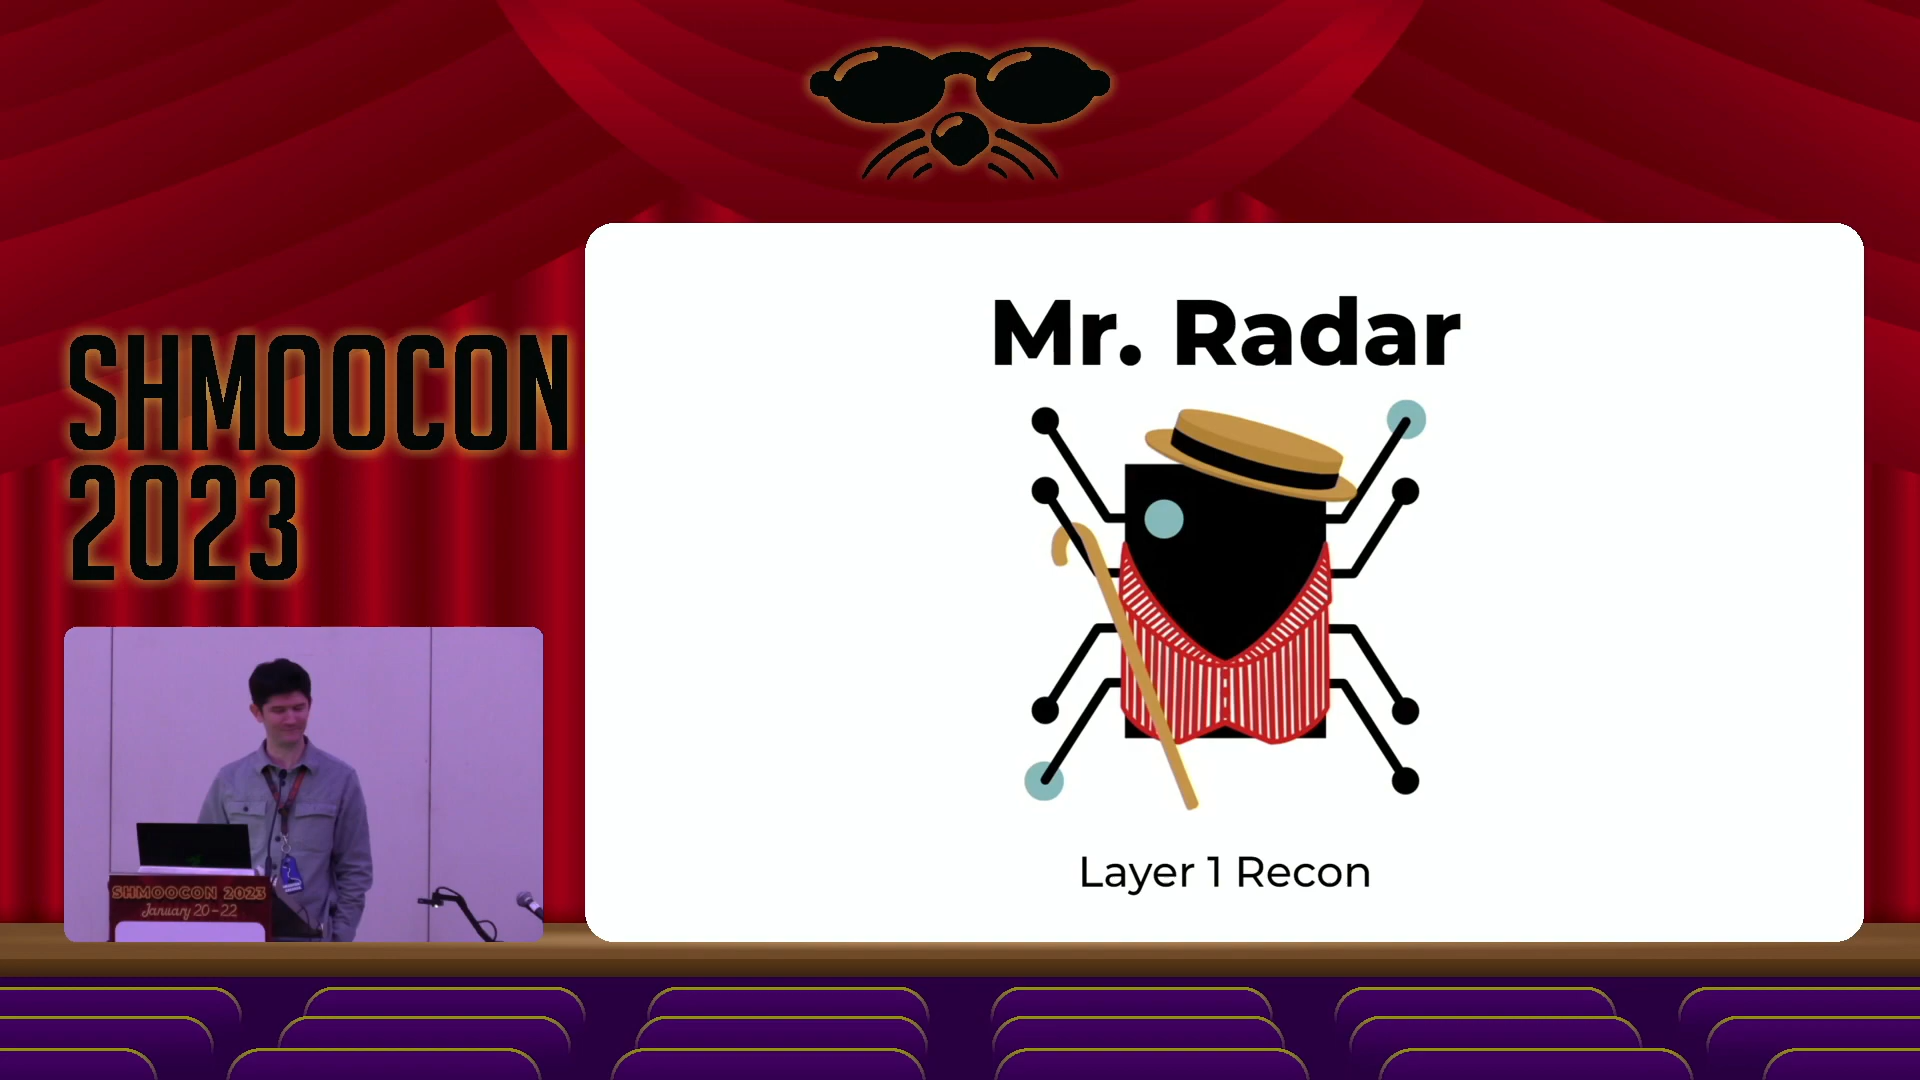 SHMOOCON
2023
Mr. Radar
Layer 1 Recon
SHMOOCON 2023
January 20-22